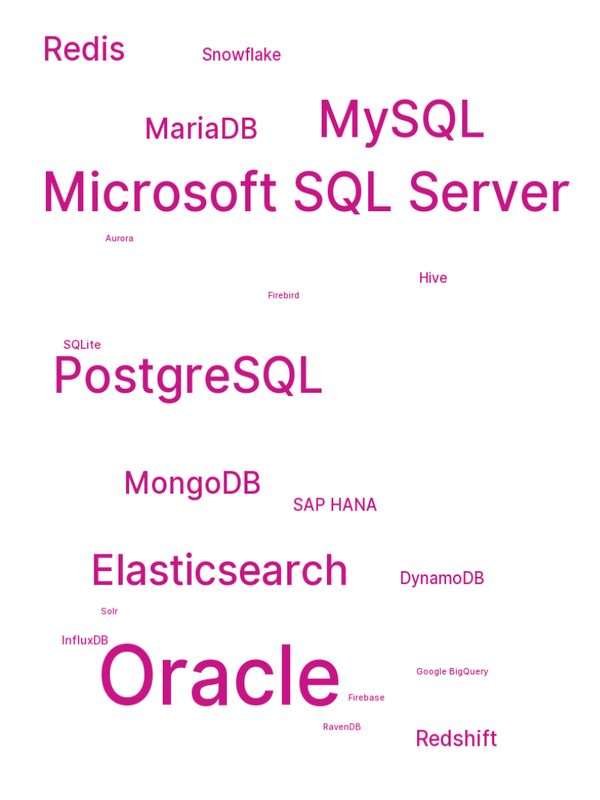 Redis
Snowflake
MySQL
MariaDB
Microsoft SQL Server
Aurora
Hive
Firebird
SQLite
PostgreSQL
MongoDB
SAP HANA
Elasticsearch
DynamoDB
Solr
InfluxDB
Oracle
Google BigQuery
Firebase
RavenDB
Redshift